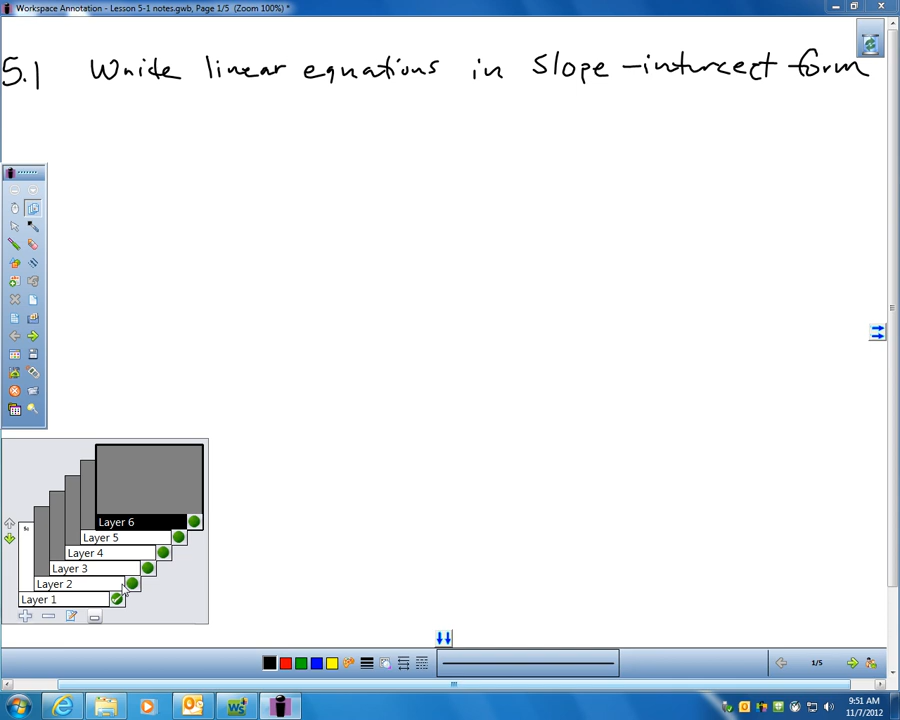 Workspace Annotation - Lesson 5-1 notes.gwb, Page 1/5 (Zoom 100%) *
5.1 Write linear equations in slope-intercept form
Layer 6
Layer 5
Layer 4
Layer 3
Layer 2
Layer 1
1/5
9:51 AM
11/7/2012